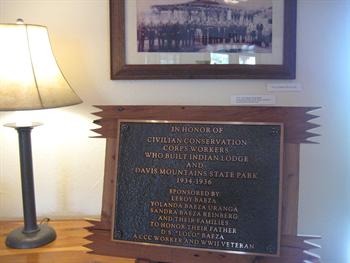 IN HONOR OF
CIVILIAN CONSERVATION
CORPS WORKERS
WHO BUILT INDIAN LODGE
AND
DAVIS MOUNTAINS STATE PARK
1934-1936
SPONSORED BY
LEROY BAEZA
YOLANDA BAEZA URANGA
SANDRA BAEZA REINBERG
AND THEIR FAMILIES
TO HONOR THEIR FATHER
D.S. "LOLO" BAEZA
A CCC WORKER AND WWII VETERAN